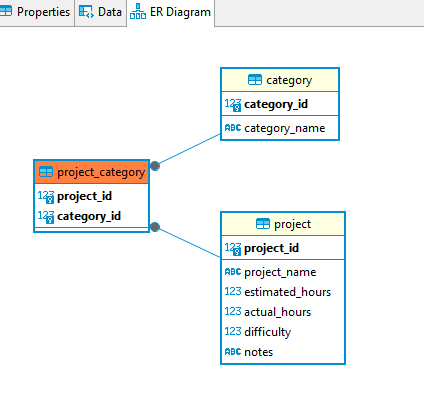 Properties Data ER Diagram
category
123 category_id
ABC category_name
project_category
123 project_id
123 category_id
project
123 project_id
ABC project_name
123 estimated_hours
123 actual_hours
123 difficulty
ABC notes